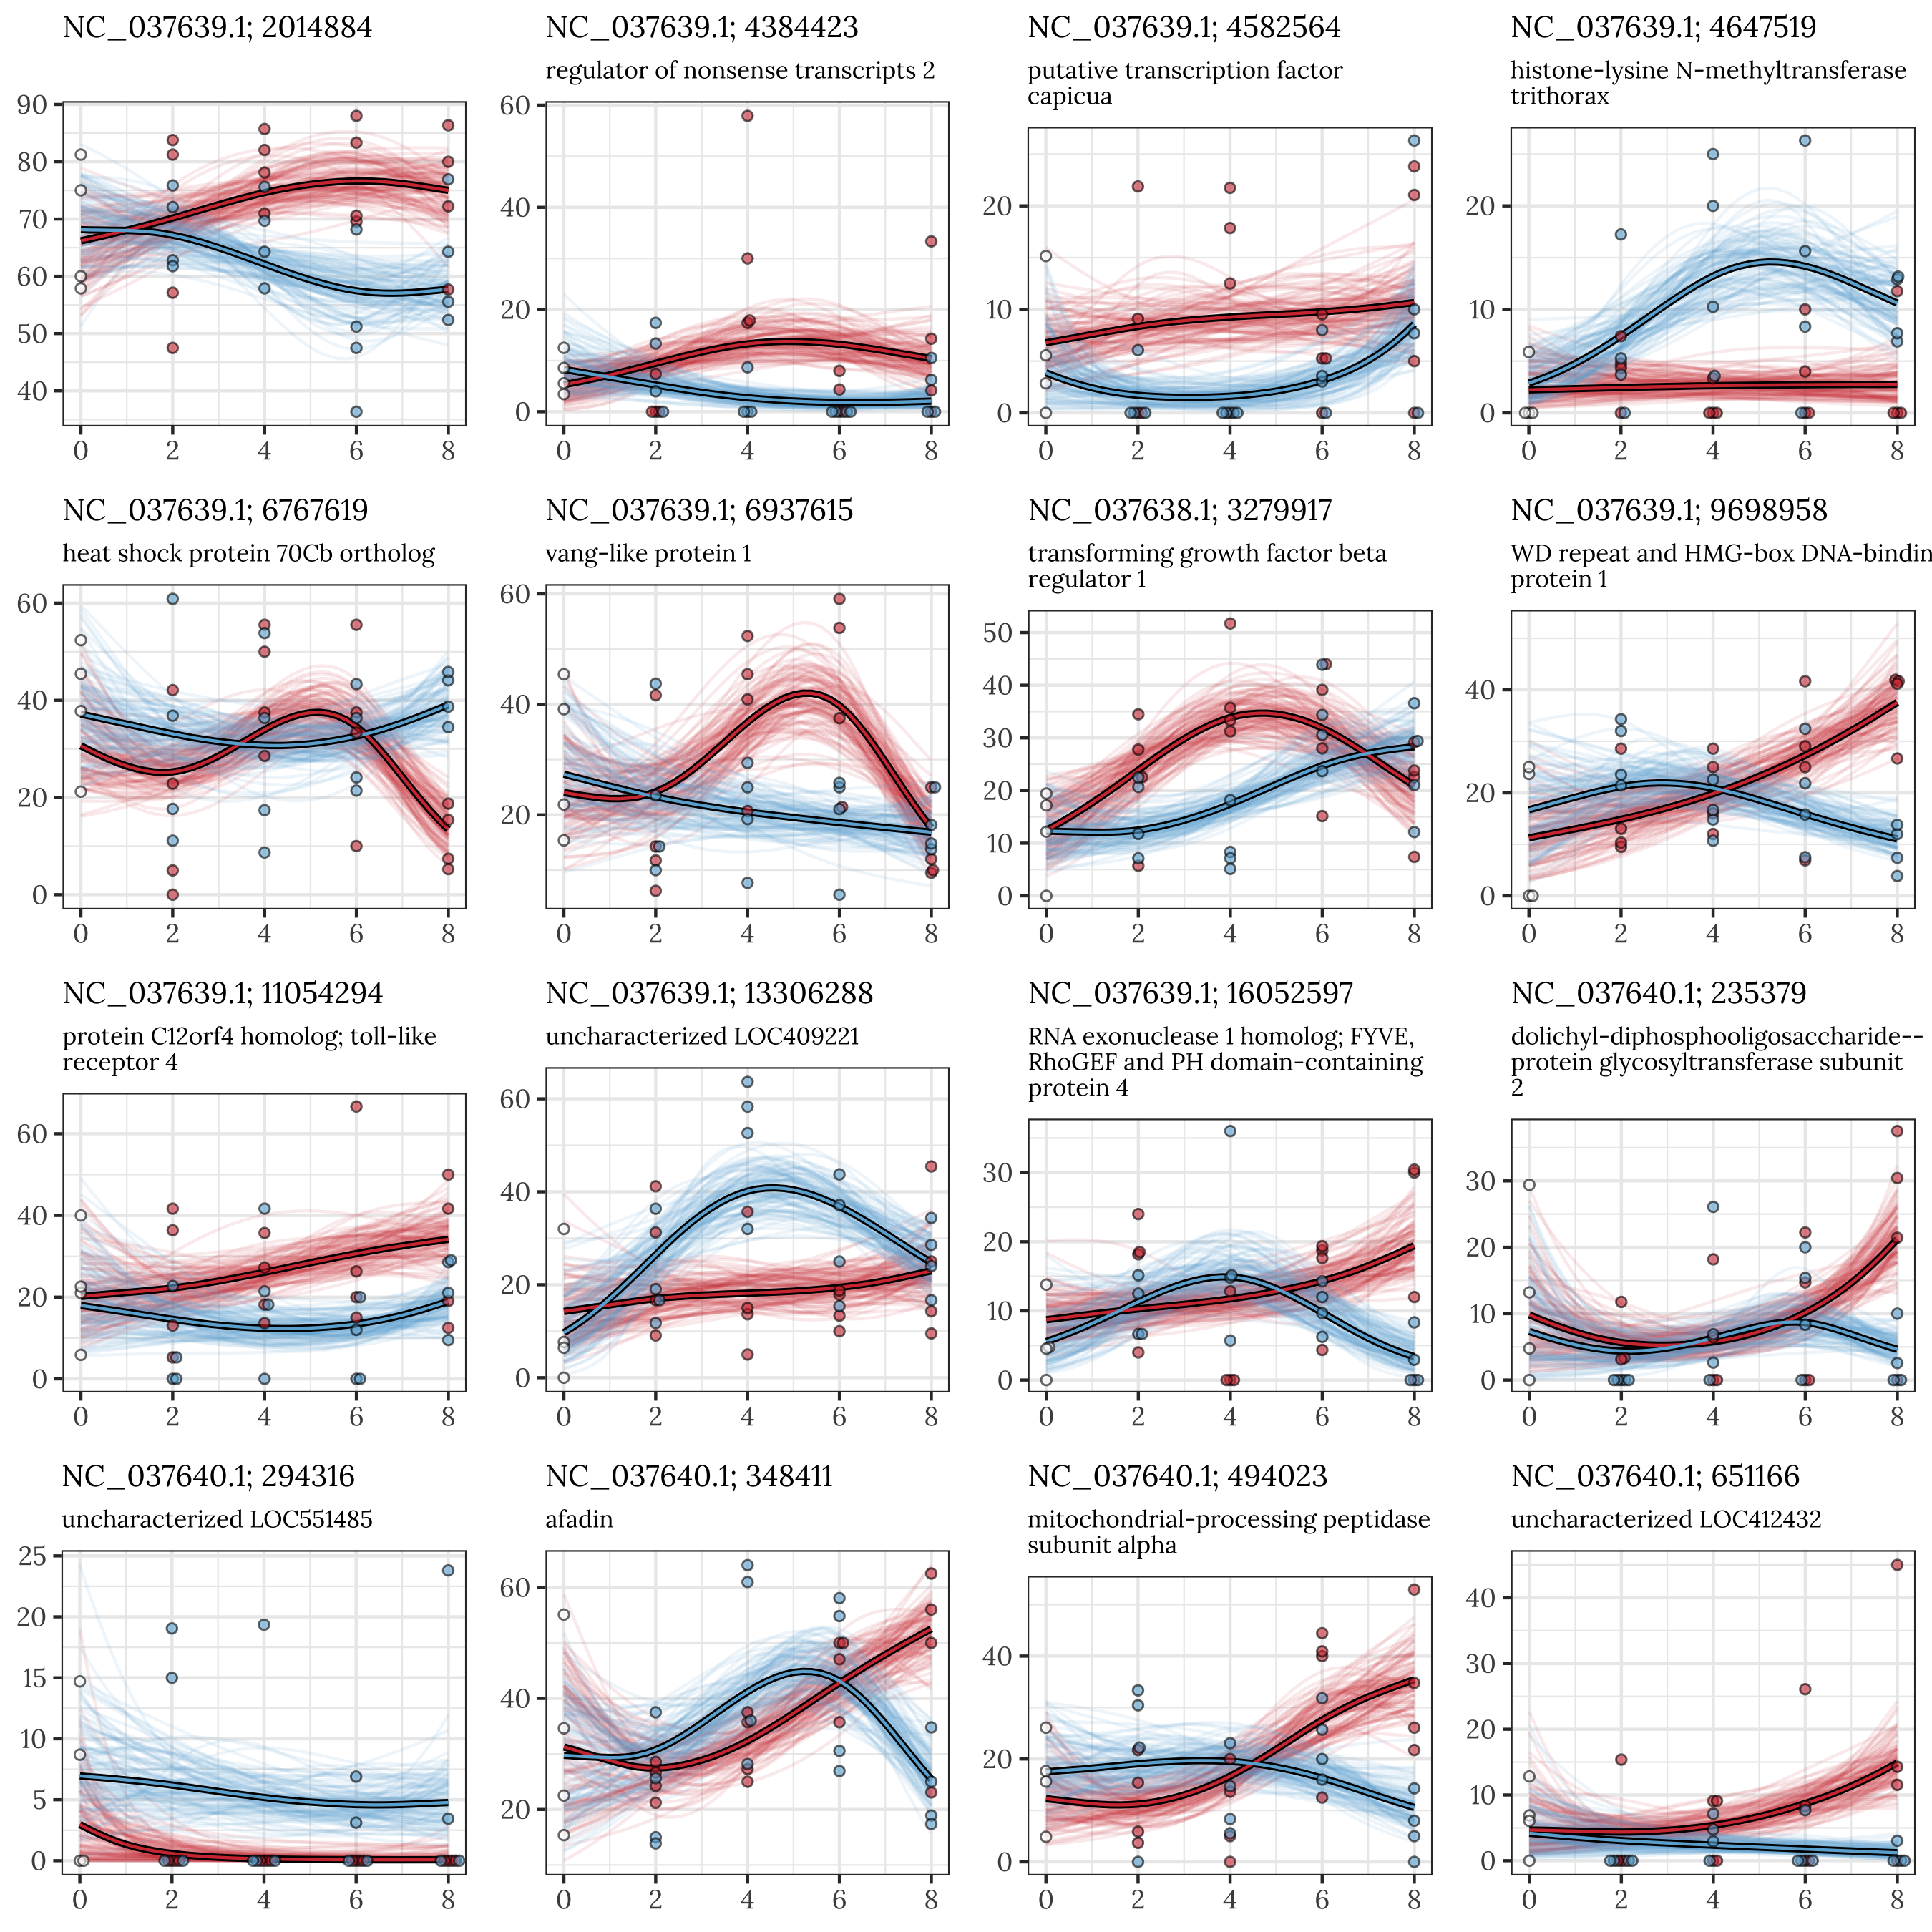 NC_037639.1; 2014884
90
80
70
60
50
40
0 2 4 6 8
NC_037639.1; 4384423
regulator of nonsense transcripts 2
60
40
20
0
0 2 4 6 8
NC_037639.1; 4582564
putative transcription factor
capicua
20
10
0
0 2 4 6 8
NC_037639.1; 4647519
histone-lysine N-methyltransferase
trithorax
20
10
0
0 2 4 6 8
NC_037639.1; 6767619
heat shock protein 70Cb ortholog
60
40
20
0
0 2 4 6 8
NC_037639.1; 6937615
vang-like protein 1
60
40
20
0 2 4 6 8
NC_037638.1; 3279917
transforming growth factor beta
regulator 1
50
40
30
20
10
0
0 2 4 6 8
NC_037639.1; 9698958
WD repeat and HMG-box DNA-bindin
protein 1
40
20
0
0 2 4 6 8
NC_037639.1; 11054294
protein C12orf4 homolog; toll-like
receptor 4
60
40
20
0
0 2 4 6 8
NC_037639.1; 13306288
uncharacterized LOC409221
60
40
20
0
0 2 4 6 8
NC_037639.1; 16052597
RNA exonuclease 1 homolog; FYVE,
RhoGEF and PH domain-containing
protein 4
30
20
10
0
0 2 4 6 8
NC_037640.1; 235379
dolichyl-diphosphooligosaccharide--
protein glycosyltransferase subunit
2
30
20
10
0
0 2 4 6 8
NC_037640.1; 294316
uncharacterized LOC551485
25
20
15
10
5
0
0 2 4 6 8
NC_037640.1; 348411
afadin
60
40
20
0 2 4 6 8
NC_037640.1; 494023
mitochondrial-processing peptidase
subunit alpha
40
20
0
0 2 4 6 8
NC_037640.1; 651166
uncharacterized LOC412432
40
30
20
10
0
0 2 4 6 8